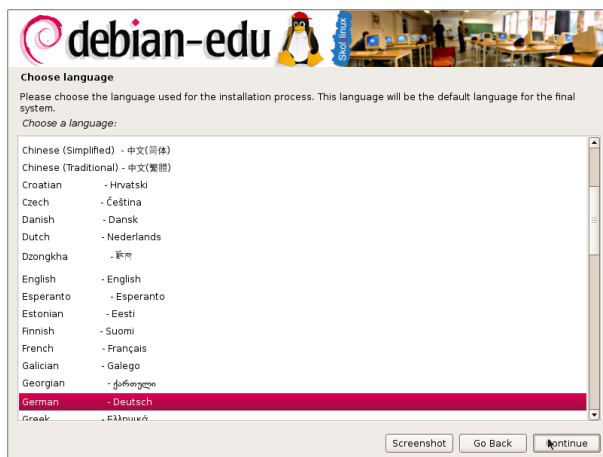 debian-edu
Skolelinux
Choose language
Please choose the language used for the installation process. This language will be the default language for the final
system.
Choose a language:
Chinese (Simplified) - 中文(简体)
Chinese (Traditional) - 中文(繁體)
Croatian - Hrvatski
Czech - Čeština
Danish - Dansk
Dutch - Nederlands
Dzongkha - རྫོང་ཁ།
English - English
Esperanto - Esperanto
Estonian - Eesti
Finnish - Suomi
French - Français
Galician - Galego
Georgian - ქართული
German - Deutsch
Greek - Ελληνικά
Screenshot Go Back Continue